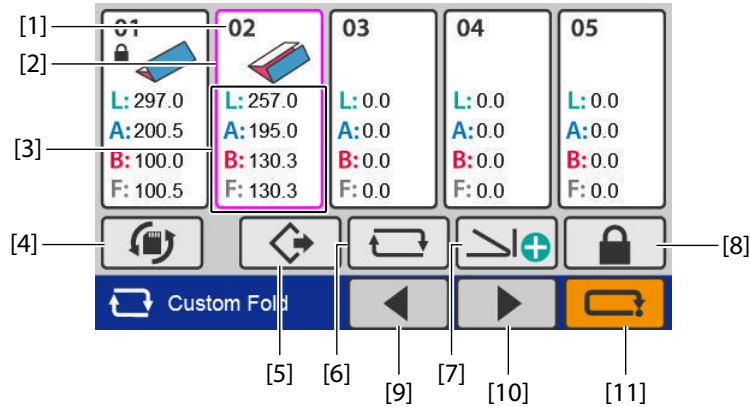 [1] 01 02 03 04 05
[2]
L: 297.0 L: 257.0 L: 0.0 L: 0.0 L: 0.0
A: 200.5 A: 195.0 A: 0.0 A: 0.0 A: 0.0
[3] B: 100.0 B: 130.3 B: 0.0 B: 0.0 B: 0.0
F: 100.5 F: 130.3 F: 0.0 F: 0.0 F: 0.0
[4] [8]
Custom Fold
[5] [6] [7]
[9] [10] [11]